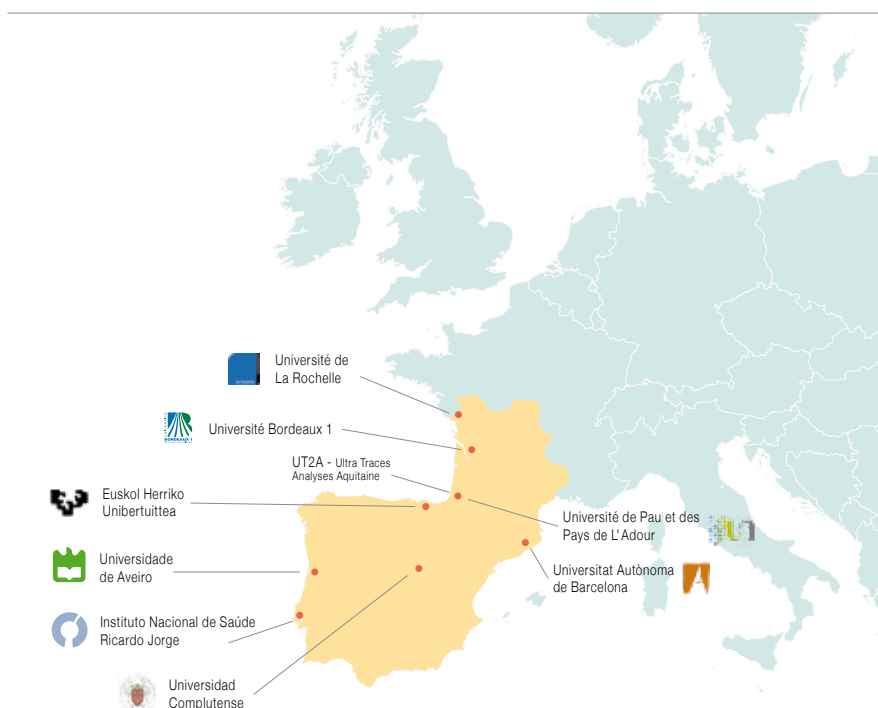 Université de
La Rochelle
BORDEAUX 1
Université Bordeaux 1
UT2A - Ultra Traces
Analyses Aquitaine
Euskol Herriko
Unibertuittea
Université de Pau et des
Pays de L'Adour
Universidade
de Aveiro
Universitat Autònoma
de Barcelona
Instituto Nacional de Saúde
Ricardo Jorge
Universidad
Complutense